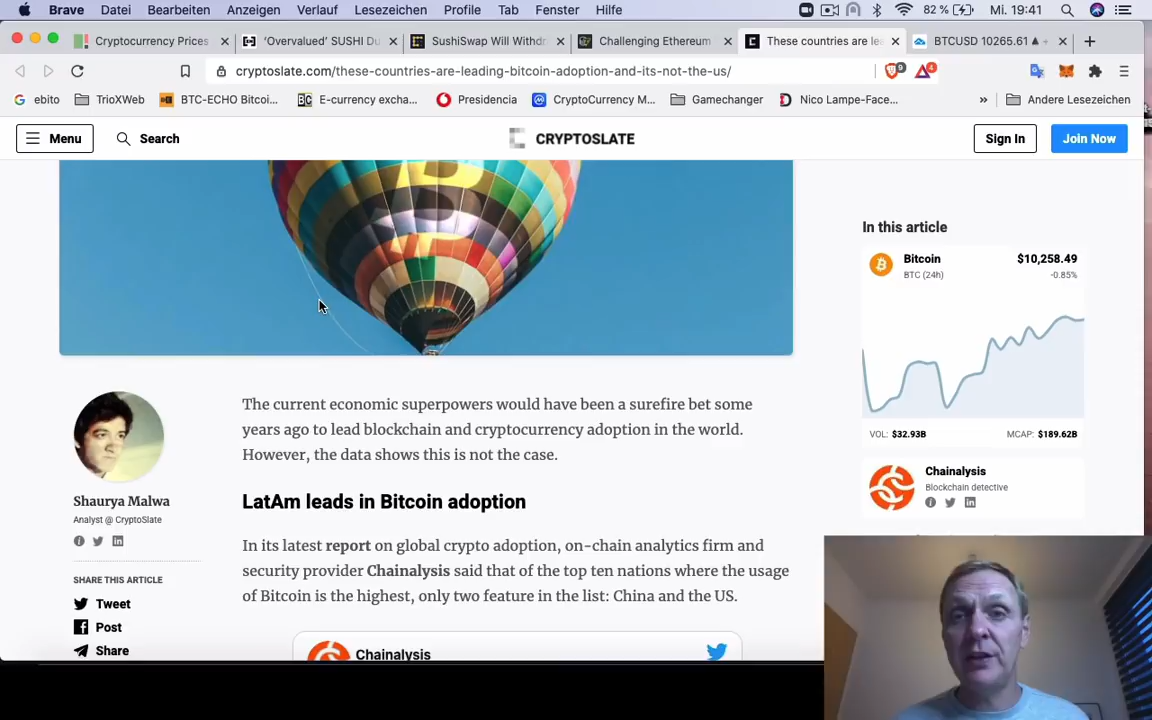 Brave Datei Bearbeiten Anzeigen Verlauf Lesezeichen Profile Tab Fenster Hilfe 82 % Mi. 19:41
Cryptocurrency Prices
'Overvalued' SUSHI Du
SushiSwap Will Withdr
Challenging Ethereum
These countries are lea
BTCUSD 10265.61 ▲
cryptoslate.com/these-countries-are-leading-bitcoin-adoption-and-its-not-the-us/
9
4
ebito TrioXWeb BTC-ECHO Bitcoi... E-currency excha... Presidencia CryptoCurrency M... Gamechanger Nico Lampe-Face... » Andere Lesezeichen
Menu Search CRYPTOSLATE Sign In Join Now
In this article
Bitcoin $10,258.49
BTC (24h) -0.85%
VOL: $32.93B MCAP: $189.62B
Chainalysis
Blockchain detective
Shaurya Malwa
Analyst @ CryptoSlate
SHARE THIS ARTICLE
Tweet
Post
Share
The current economic superpowers would have been a surefire bet some
years ago to lead blockchain and cryptocurrency adoption in the world.
However, the data shows this is not the case.
LatAm leads in Bitcoin adoption
In its latest report on global crypto adoption, on-chain analytics firm and
security provider Chainalysis said that of the top ten nations where the usage
of Bitcoin is the highest, only two feature in the list: China and the US.
Chainalysis